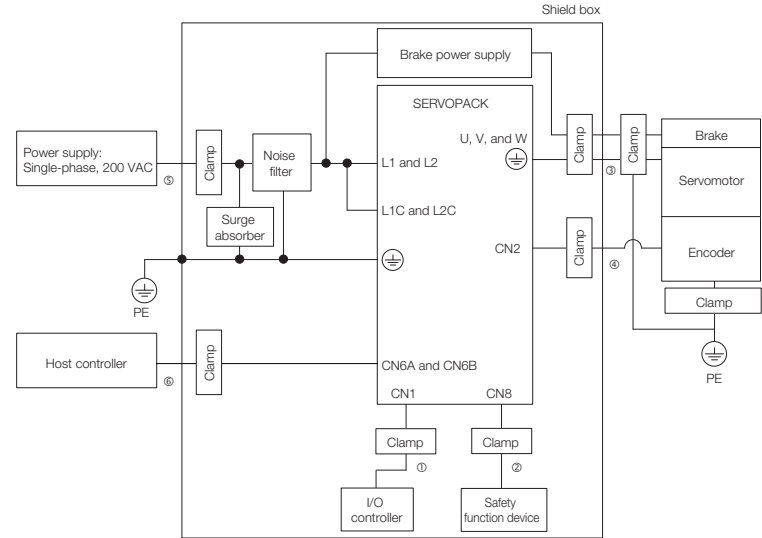 Shield box
Brake power supply
SERVOPACK
U, V, and W
Power supply:
Single-phase, 200 VAC
⑤
Clamp
Noise
filter
L1 and L2
Clamp
③
Clamp
Brake
Servomotor
L1C and L2C
Surge
absorber
CN2
Clamp
④
Encoder
Clamp
PE
PE
Host controller
⑥
Clamp
CN6A and CN6B
CN1
CN8
Clamp
①
Clamp
②
I/O
controller
Safety
function device